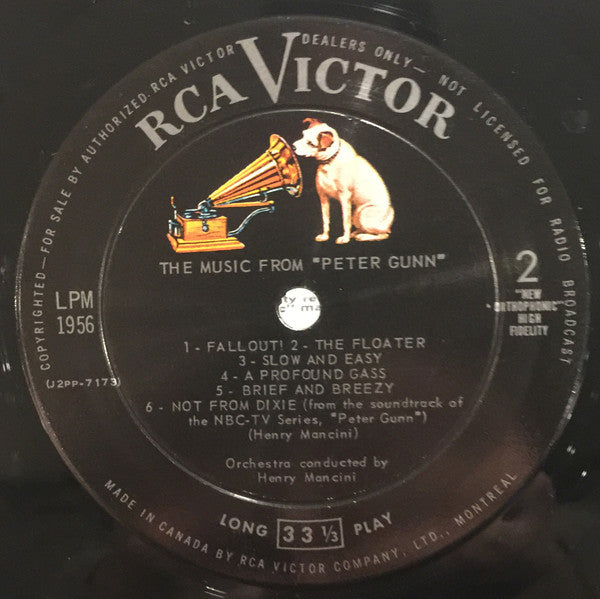 COPYRIGHTED—FOR SALE BY AUTHORIZED RCA VICTOR DEALERS ONLY — NOT LICENSED FOR RADIO BROADCAST
RCA VICTOR
THE MUSIC FROM "PETER GUNN"
LPM
1956
2
"NEW
ORTHOPHONIC"
HIGH
FIDELITY
1 - FALLOUT! 2 - THE FLOATER
3 - SLOW AND EASY
4 - A PROFOUND GASS
5 - BRIEF AND BREEZY
6 - NOT FROM DIXIE (from the soundtrack of
the NBC-TV Series, "Peter Gunn")
(Henry Mancini)
(J2PP-7173)
Orchestra conducted by
Henry Mancini
LONG 33 1/3 PLAY
MADE IN CANADA BY RCA VICTOR COMPANY, LTD., MONTREAL